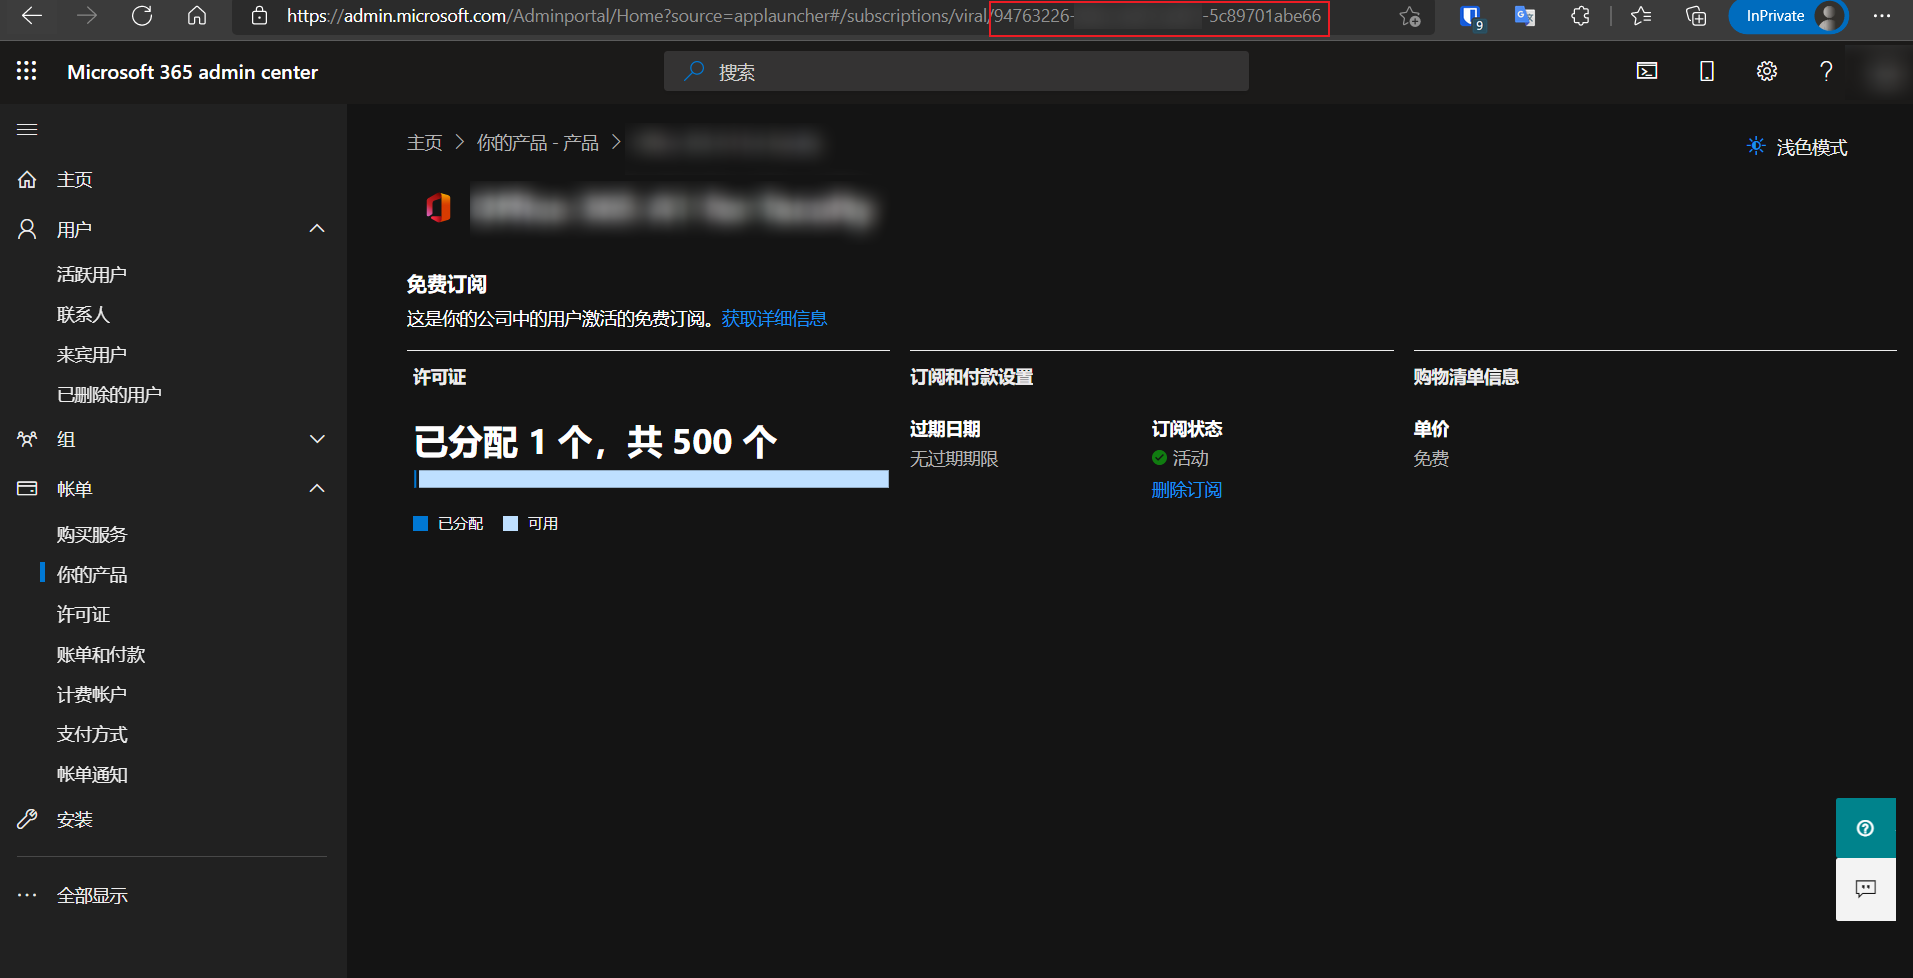 https://admin.microsoft.com/Adminportal/Home?source=applauncher#/subscriptions/viral/94763226- -5c89701abe66
9
InPrivate
Microsoft 365 admin center
搜索
主页
用户
活跃用户
联系人
来宾用户
已删除的用户
组
帐单
购买服务
你的产品
许可证
账单和付款
计费帐户
支付方式
帐单通知
安装
全部显示
主页 > 你的产品 - 产品 >
浅色模式
免费订阅
这是你的公司中的用户激活的免费订阅。获取详细信息
许可证
已分配 1 个，共 500 个
已分配 可用
订阅和付款设置
过期日期
无过期期限
订阅状态
活动
删除订阅
购物清单信息
单价
免费